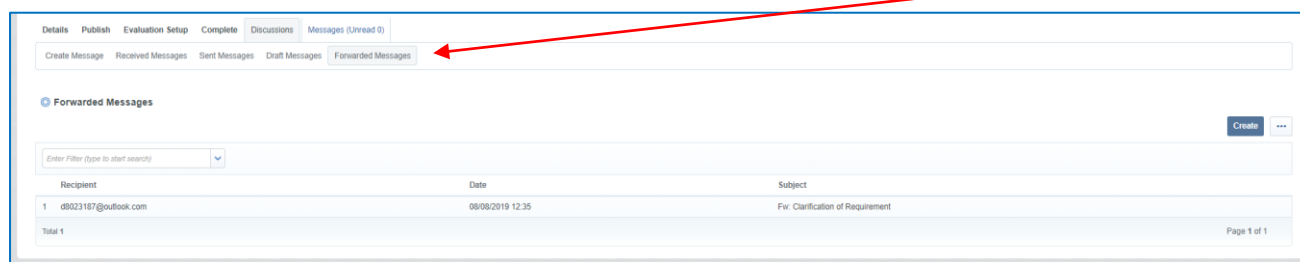 Details Publish Evaluation Setup Complete Discussions Messages (Unread 0)
Create Message Received Messages Sent Messages Draft Messages Forwarded Messages
Forwarded Messages
Create ...
Enter Filter (type to start search)
Recipient Date Subject
1 d8023187@outlook.com 08/08/2019 12:35 Fw: Clarification of Requirement
Total 1 Page 1 of 1